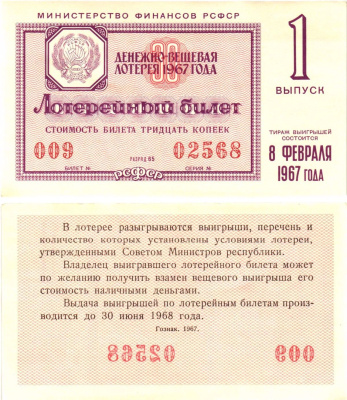 МИНИСТЕРСТВО ФИНАНСОВ РСФСР
30
ДЕНЕЖНО-ВЕЩЕВАЯ
ЛОТЕРЕЯ 1967 ГОДА
Лотерейный билет
СТОИМОСТЬ БИЛЕТА ТРИДЦАТЬ КОПЕЕК
009 РАЗРЯД 65 02568
БИЛЕТ № СЕРИЯ №
РСФСР
1
ВЫПУСК
ТИРАЖ ВЫИГРЫШЕЙ
СОСТОИТСЯ
8 ФЕВРАЛЯ
1967 ГОДА
В лотерее разыгрываются выигрыши, перечень и
количество которых установлены условиями лотереи,
утвержденными Советом Министров республики.
Владелец выигравшего лотерейного билета может
по желанию получить взамен вещевого выигрыша его
стоимость наличными деньгами.
Выдача выигрышей по лотерейным билетам произ-
водится до 30 июня 1968 года.
Гознак. 1967.
02568 009